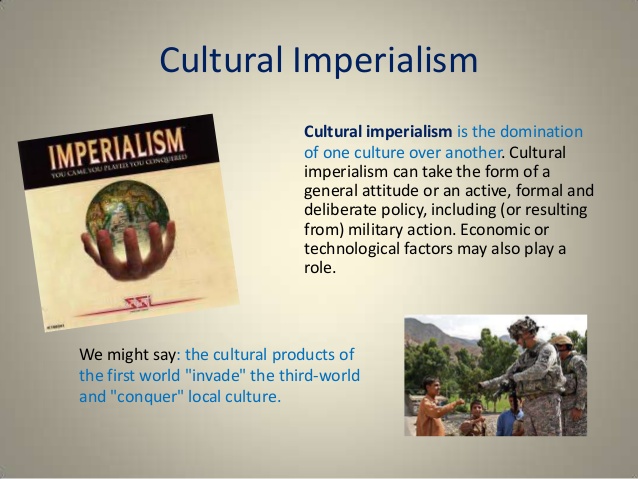 Cultural Imperialism
IMPERIALISM
YOU CAME YOU PLAYED YOU CONQUERED
Cultural imperialism is the domination
of one culture over another. Cultural
imperialism can take the form of a
general attitude or an active, formal and
deliberate policy, including (or resulting
from) military action. Economic or
technological factors may also play a
role.
We might say: the cultural products of
the first world "invade" the third-world
and "conquer" local culture.